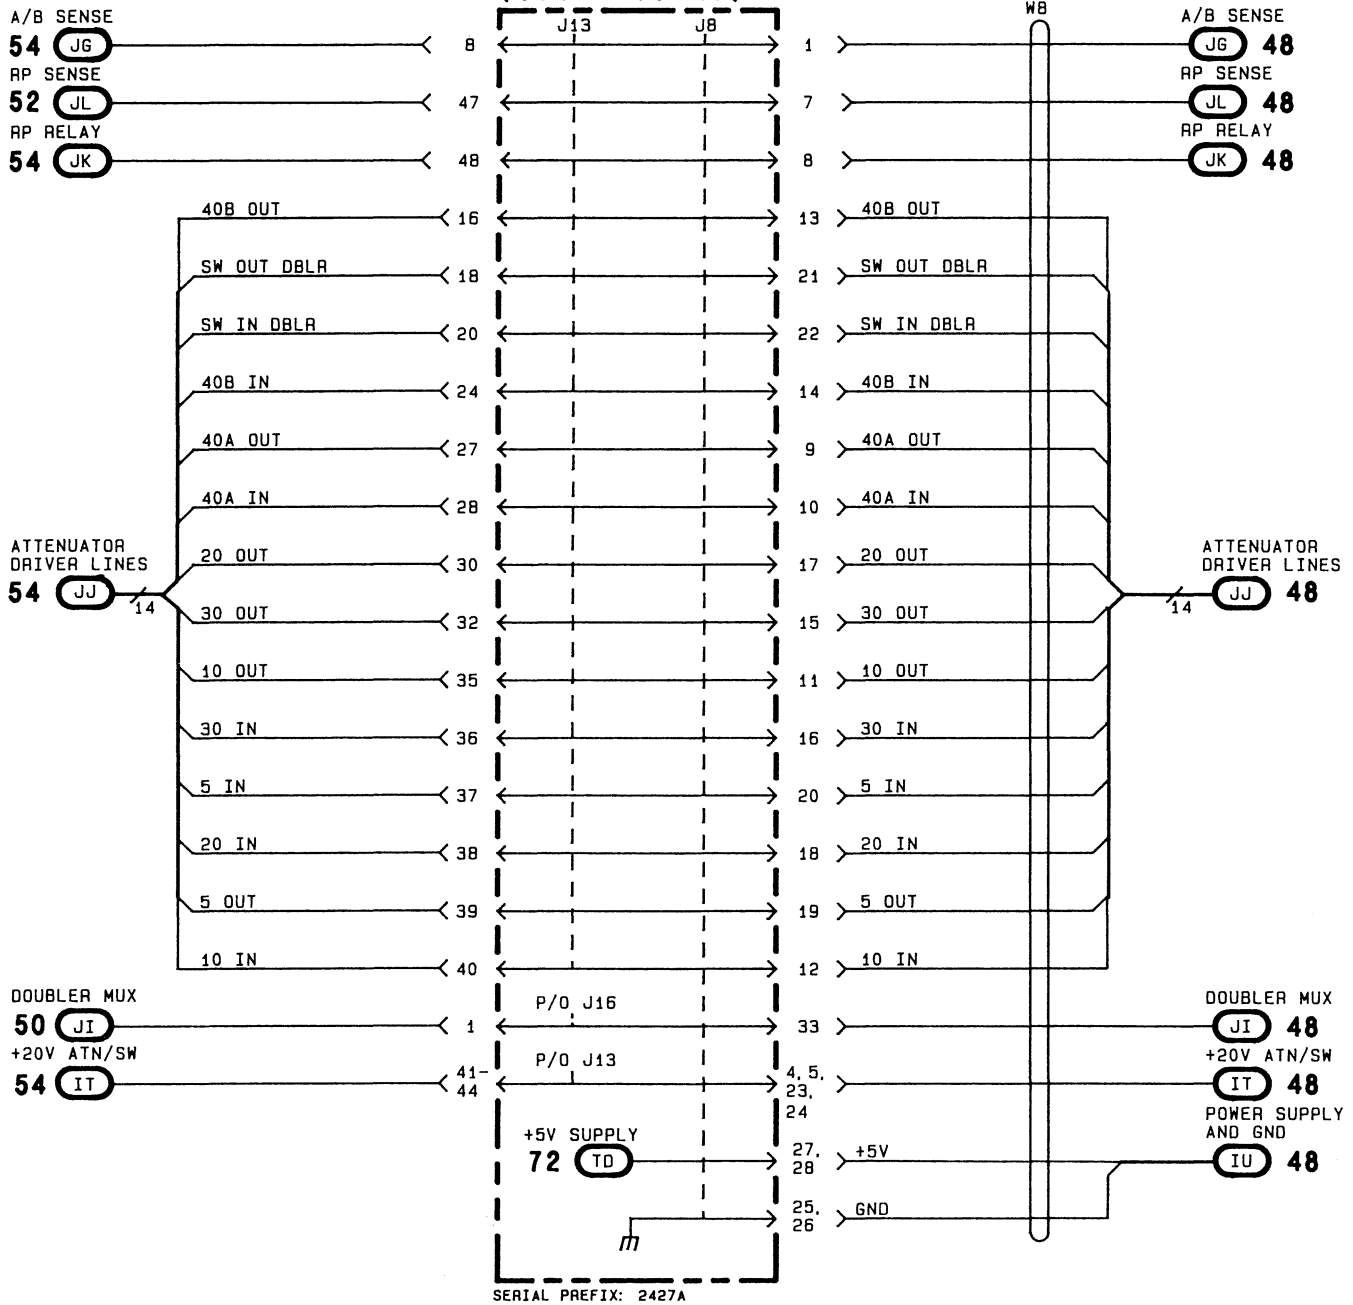 W8
A/B SENSE J13 J8 A/B SENSE
54 JG 8 1 JG 48
RP SENSE RP SENSE
52 JL 47 7 JL 48
RP RELAY RP RELAY
54 JK 48 8 JK 48
40B OUT 16 13 40B OUT
SW OUT DBLR 18 21 SW OUT DBLR
SW IN DBLR 20 22 SW IN DBLR
40B IN 24 14 40B IN
40A OUT 27 9 40A OUT
40A IN 28 10 40A IN
ATTENUATOR ATTENUATOR
20 OUT 30 17 20 OUT
DRIVER LINES DRIVER LINES
54 JJ 14 14 JJ 48
30 OUT 32 15 30 OUT
10 OUT 35 11 10 OUT
30 IN 36 16 30 IN
5 IN 37 20 5 IN
20 IN 38 18 20 IN
5 OUT 39 19 5 OUT
10 IN 40 12 10 IN
DOUBLER MUX P/O J16 DOUBLER MUX
50 JI 1 33 JI 48
+20V ATN/SW P/O J13 +20V ATN/SW
54 IT 41-44 4, 5, 23, 24 IT 48
POWER SUPPLY
AND GND
+5V SUPPLY
72 TD 27, 28 +5V IU 48
25, 26 GND
SERIAL PREFIX: 2427A